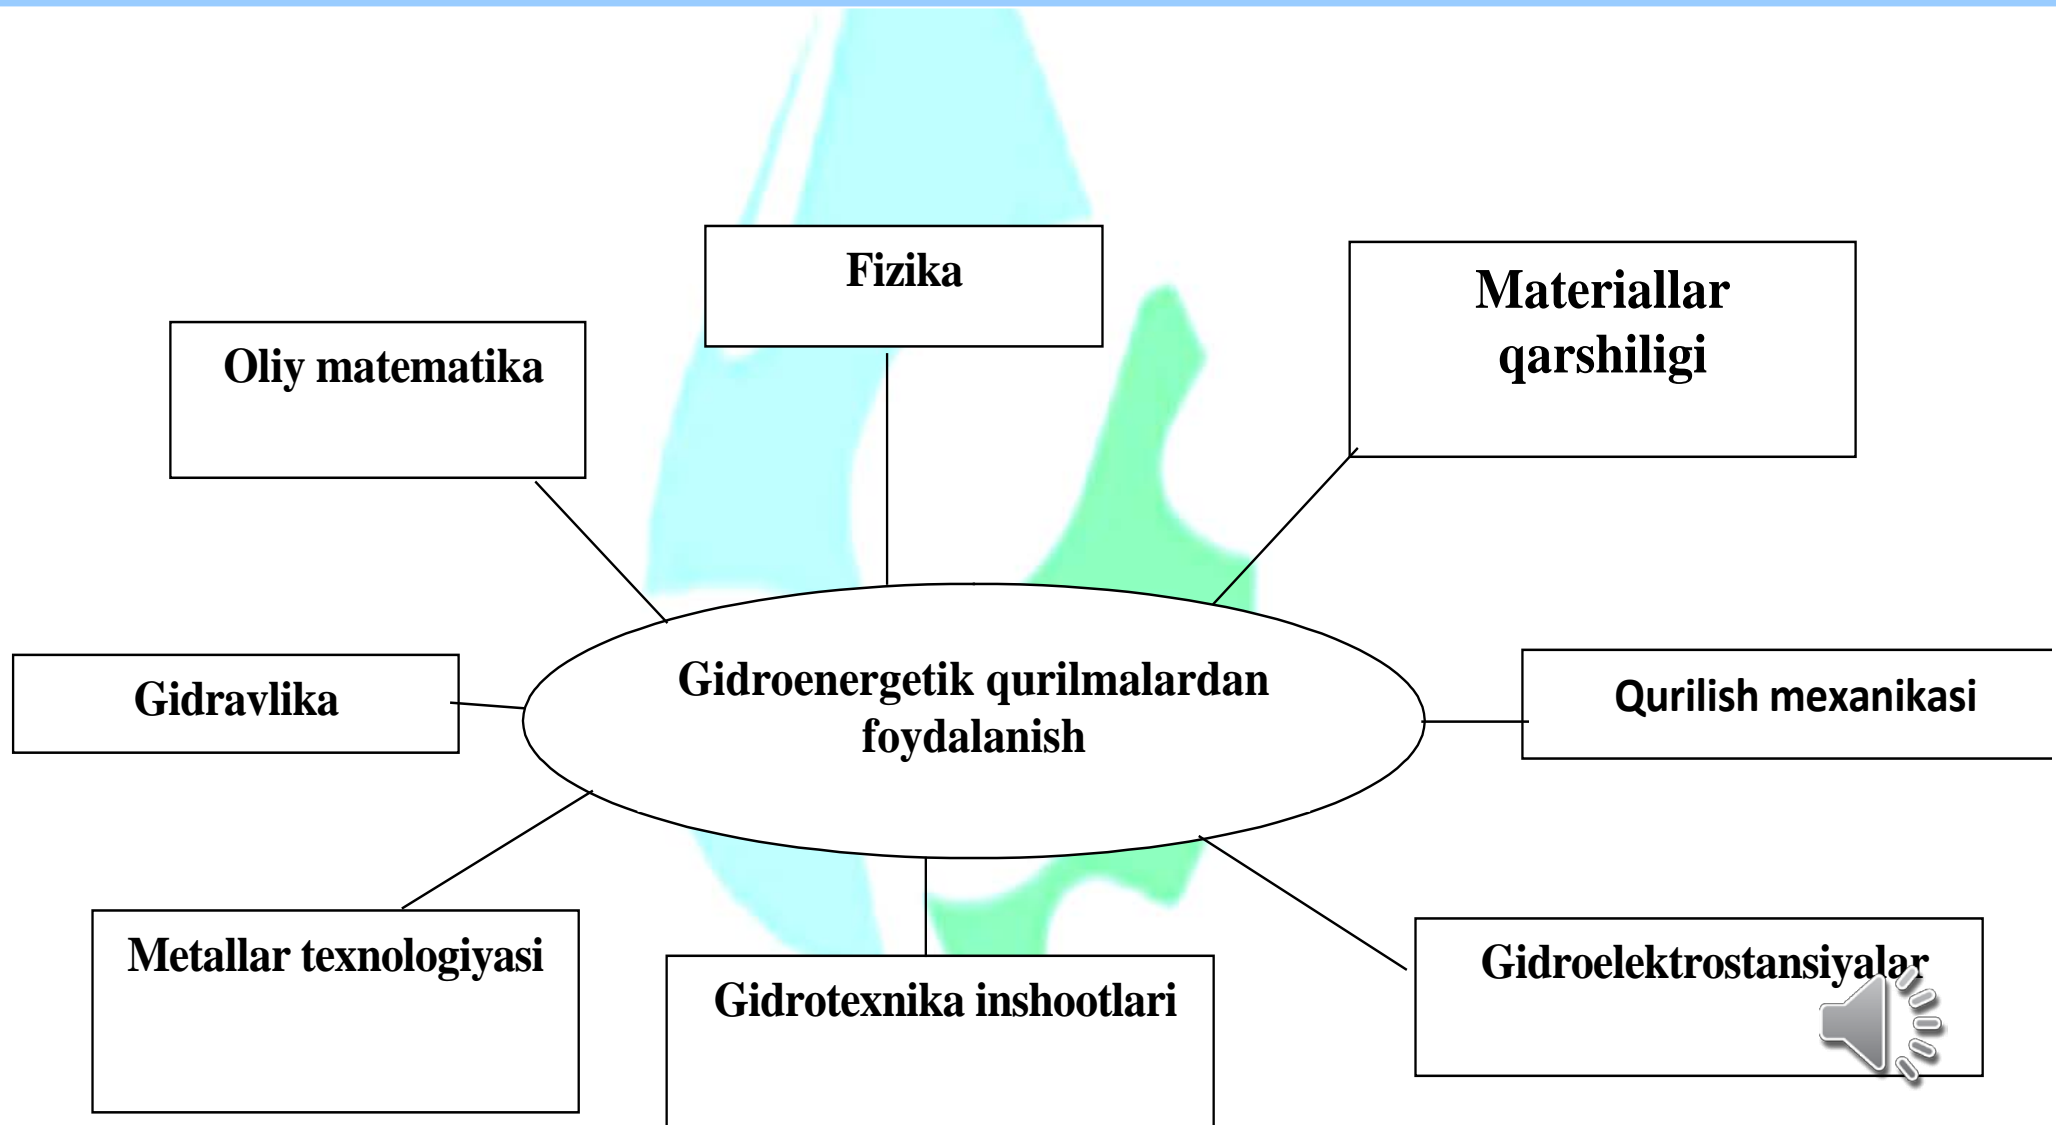 Fizika
Materiallar
qarshiligi
Oliy matematika
Gidroenergetik qurilmalardan
foydalanish
Gidravlika
Qurilish mexanikasi
Metallar texnologiyasi
Gidrotexnika inshootlari
Gidroelektrostansiyalar